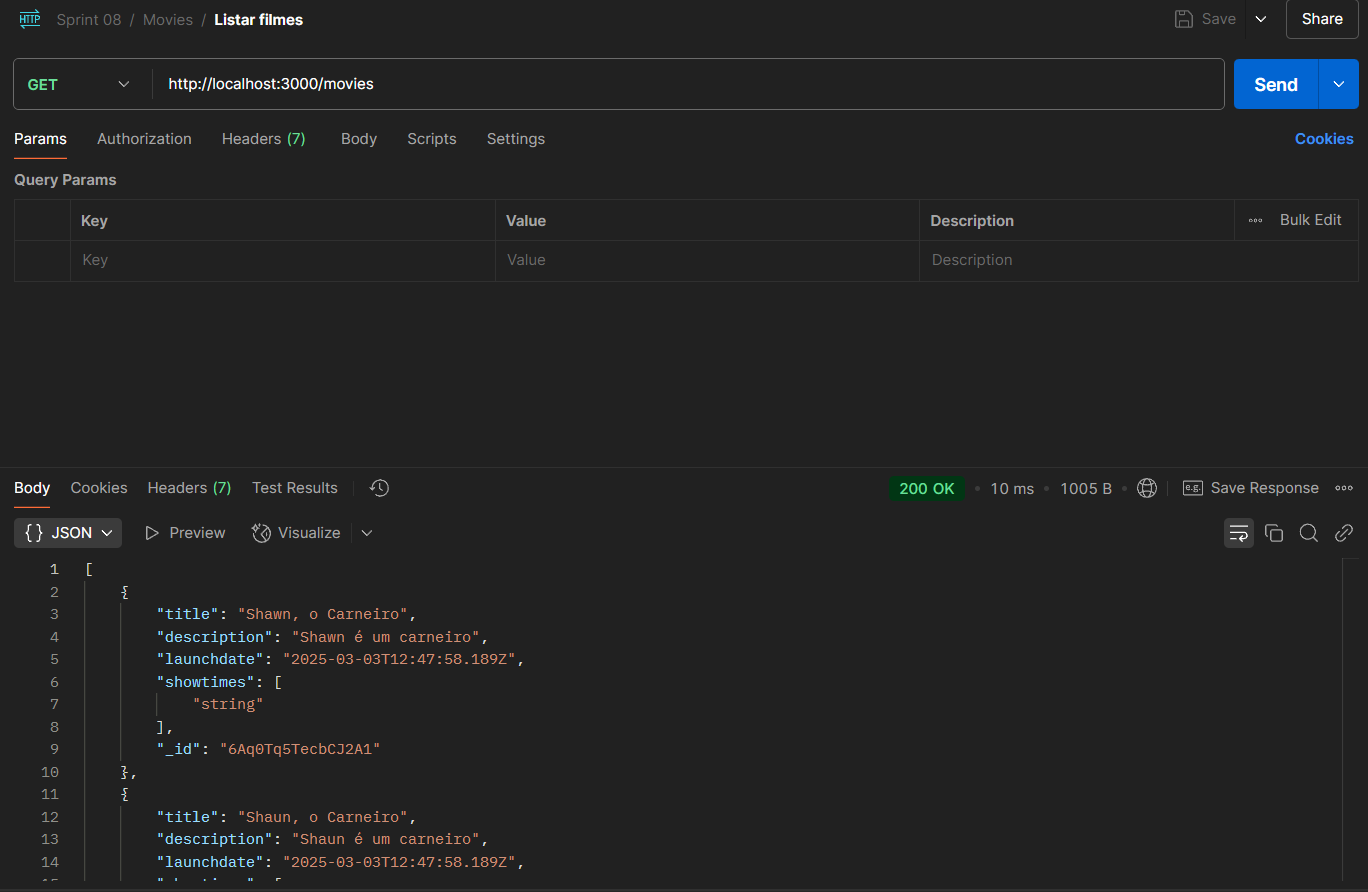 HTTP Sprint 08 / Movies / Listar filmes Save Share
GET http://localhost:3000/movies Send
Params Authorization Headers (7) Body Scripts Settings Cookies
Query Params
Key Value Description Bulk Edit
Key Value Description
Body Cookies Headers (7) Test Results 200 OK 10 ms 1005 B e.g. Save Response
{} JSON Preview Visualize
1 [
2 {
3 "title": "Shawn, o Carneiro",
4 "description": "Shawn é um carneiro",
5 "launchdate": "2025-03-03T12:47:58.189Z",
6 "showtimes": [
7 "string"
8 ],
9 "_id": "6Aq0Tq5TecbCJ2A1"
10 },
11 {
12 "title": "Shaun, o Carneiro",
13 "description": "Shaun é um carneiro",
14 "launchdate": "2025-03-03T12:47:58.189Z",